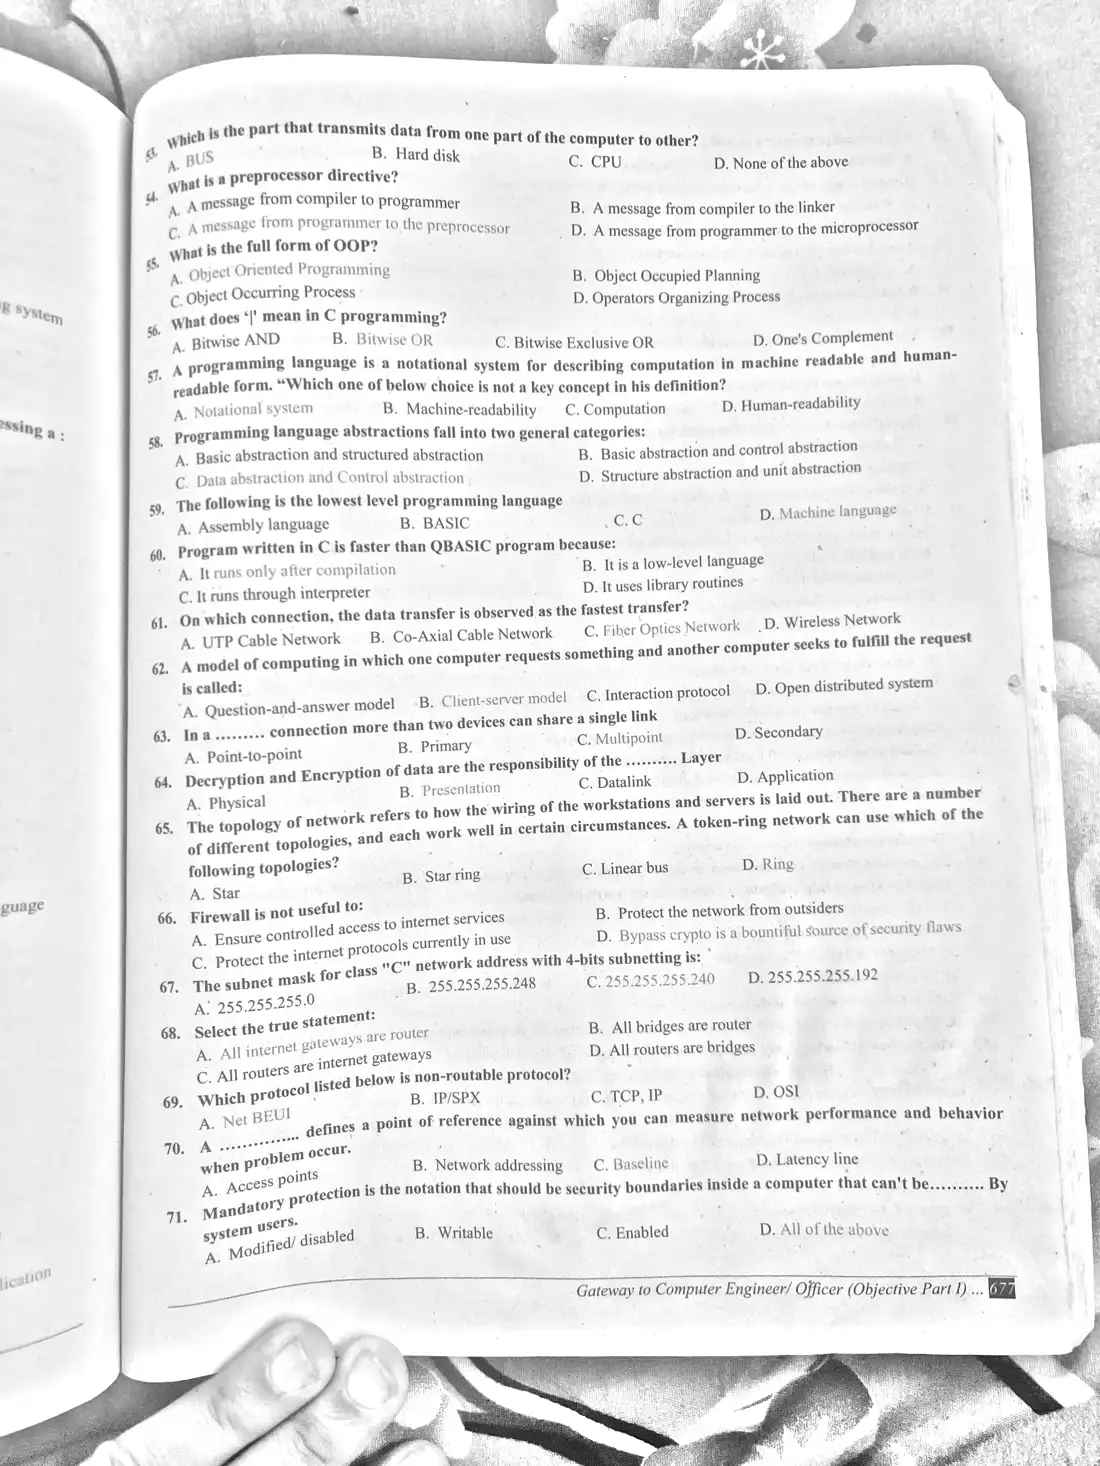 g system
essing a :
guage
lication
53. Which is the part that transmits data from one part of the computer to other?
A. BUS B. Hard disk C. CPU D. None of the above
54. What is a preprocessor directive?
A. A message from compiler to programmer B. A message from compiler to the linker
C. A message from programmer to the preprocessor D. A message from programmer to the microprocessor
55. What is the full form of OOP?
A. Object Oriented Programming B. Object Occupied Planning
C. Object Occurring Process D. Operators Organizing Process
56. What does ‘|' mean in C programming?
A. Bitwise AND B. Bitwise OR C. Bitwise Exclusive OR D. One's Complement
57. A programming language is a notational system for describing computation in machine readable and human-
readable form. “Which one of below choice is not a key concept in his definition?
A. Notational system B. Machine-readability C. Computation D. Human-readability
58. Programming language abstractions fall into two general categories:
A. Basic abstraction and structured abstraction B. Basic abstraction and control abstraction
C. Data abstraction and Control abstraction D. Structure abstraction and unit abstraction
59. The following is the lowest level programming language
A. Assembly language B. BASIC C. C D. Machine language
60. Program written in C is faster than QBASIC program because:
A. It runs only after compilation B. It is a low-level language
C. It runs through interpreter D. It uses library routines
61. On which connection, the data transfer is observed as the fastest transfer?
A. UTP Cable Network B. Co-Axial Cable Network C. Fiber Optics Network D. Wireless Network
62. A model of computing in which one computer requests something and another computer seeks to fulfill the request
is called:
A. Question-and-answer model B. Client-server model C. Interaction protocol D. Open distributed system
63. In a ......... connection more than two devices can share a single link
A. Point-to-point B. Primary C. Multipoint D. Secondary
64. Decryption and Encryption of data are the responsibility of the .......... Layer
A. Physical B. Presentation C. Datalink D. Application
65. The topology of network refers to how the wiring of the workstations and servers is laid out. There are a number
of different topologies, and each work well in certain circumstances. A token-ring network can use which of the
following topologies?
A. Star B. Star ring C. Linear bus D. Ring
66. Firewall is not useful to:
A. Ensure controlled access to internet services B. Protect the network from outsiders
C. Protect the internet protocols currently in use D. Bypass crypto is a bountiful source of security flaws
67. The subnet mask for class "C" network address with 4-bits subnetting is:
A. 255.255.255.0 B. 255.255.255.248 C. 255.255.255.240 D. 255.255.255.192
68. Select the true statement:
A. All internet gateways are router B. All bridges are router
C. All routers are internet gateways D. All routers are bridges
69. Which protocol listed below is non-routable protocol?
A. Net BEUI B. IP/SPX C. TCP, IP D. OSI
70. A .............. defines a point of reference against which you can measure network performance and behavior
when problem occur.
A. Access points B. Network addressing C. Baseline D. Latency line
71. Mandatory protection is the notation that should be security boundaries inside a computer that can't be.......... By
system users.
A. Modified/ disabled B. Writable C. Enabled D. All of the above
Gateway to Computer Engineer/ Officer (Objective Part I) ... 677